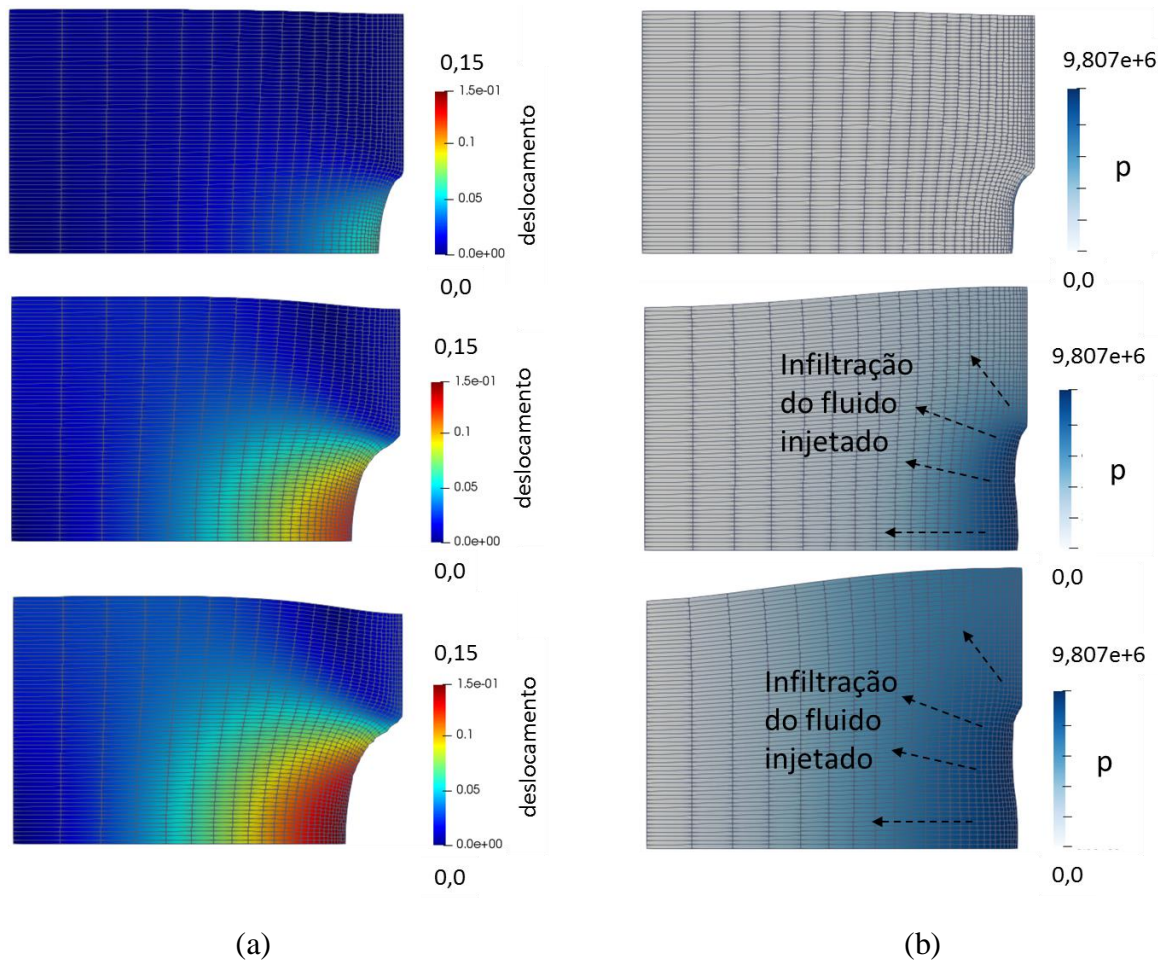 0,15
1.5e-01
0.1
0.05
0.0e+00
deslocamento
0,0
9,807e+6
p
0,0
0,15
1.5e-01
0.1
0.05
0.0e+00
deslocamento
0,0
Infiltração
do fluido
injetado
9,807e+6
p
0,0
0,15
1.5e-01
0.1
0.05
0.0e+00
deslocamento
0,0
Infiltração
do fluido
injetado
9,807e+6
p
0,0
(a)
(b)